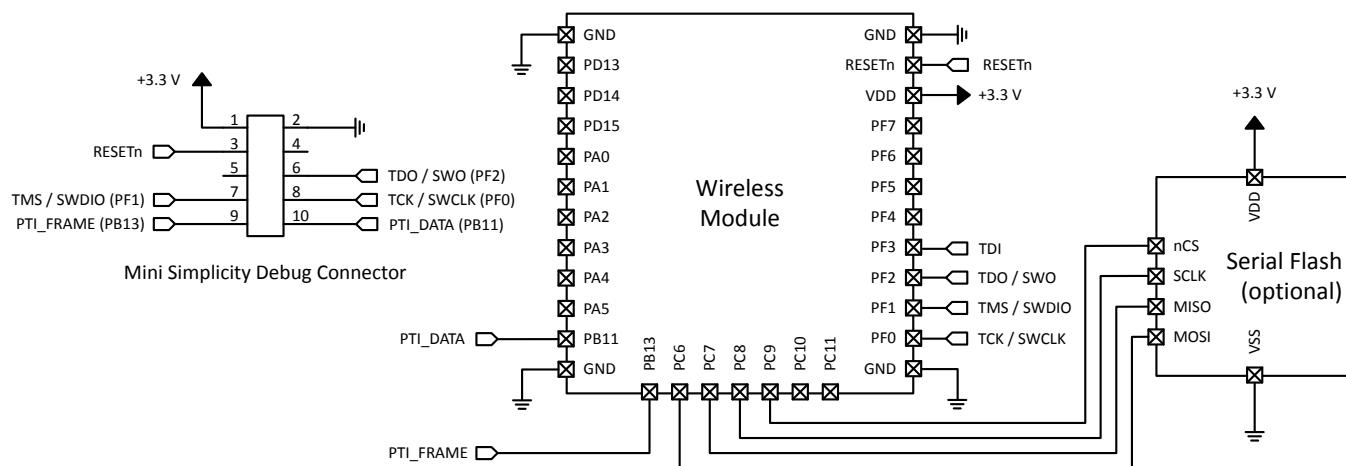 +3.3 V
1
2
RESETn
3
4
5
6
TDO / SWO (PF2)
TMS / SWDIO (PF1)
7
8
TCK / SWCLK (PF0)
PTI_FRAME (PB13)
9
10
PTI_DATA (PB11)
Mini Simplicity Debug Connector
GND
PD13
PD14
PD15
PA0
PA1
PA2
PA3
PA4
PA5
PTI_DATA
PB11
GND
Wireless
Module
GND
RESETn
RESETn
VDD
+3.3 V
PF7
PF6
PF5
PF4
PF3
TDI
PF2
TDO / SWO
PF1
TMS / SWDIO
PF0
TCK / SWCLK
GND
PB13
PC6
PC7
PC8
PC9
PC10
PC11
PTI_FRAME
+3.3 V
VDD
nCS
SCLK
MISO
MOSI
Serial Flash
(optional)
VSS